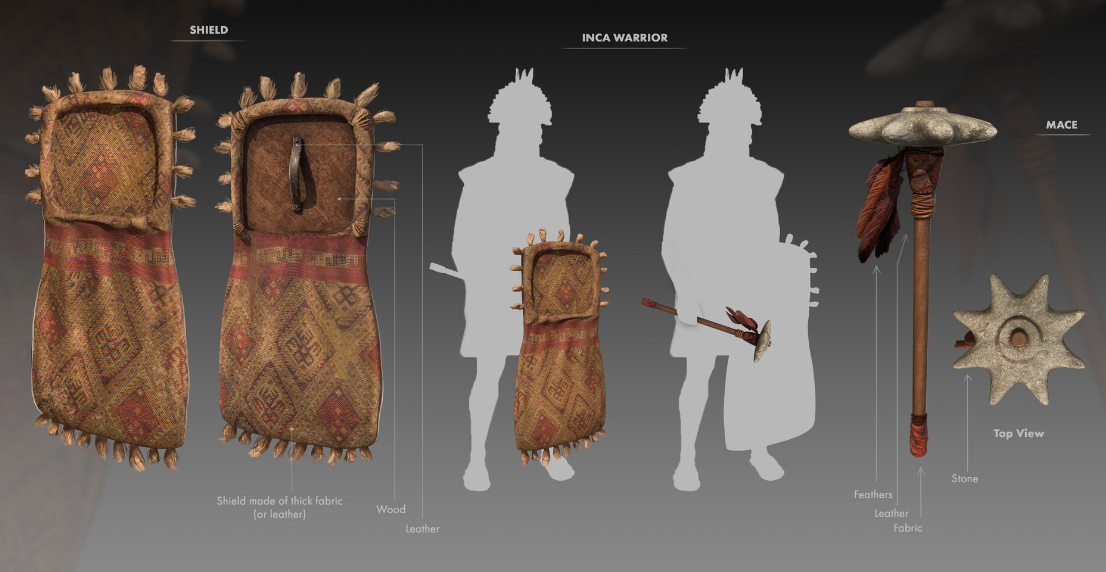 SHIELD
INCA WARRIOR
MACE
Top View
Shield made of thick fabric
(or leather)
Wood
Leather
Feathers
Leather
Fabric
Stone